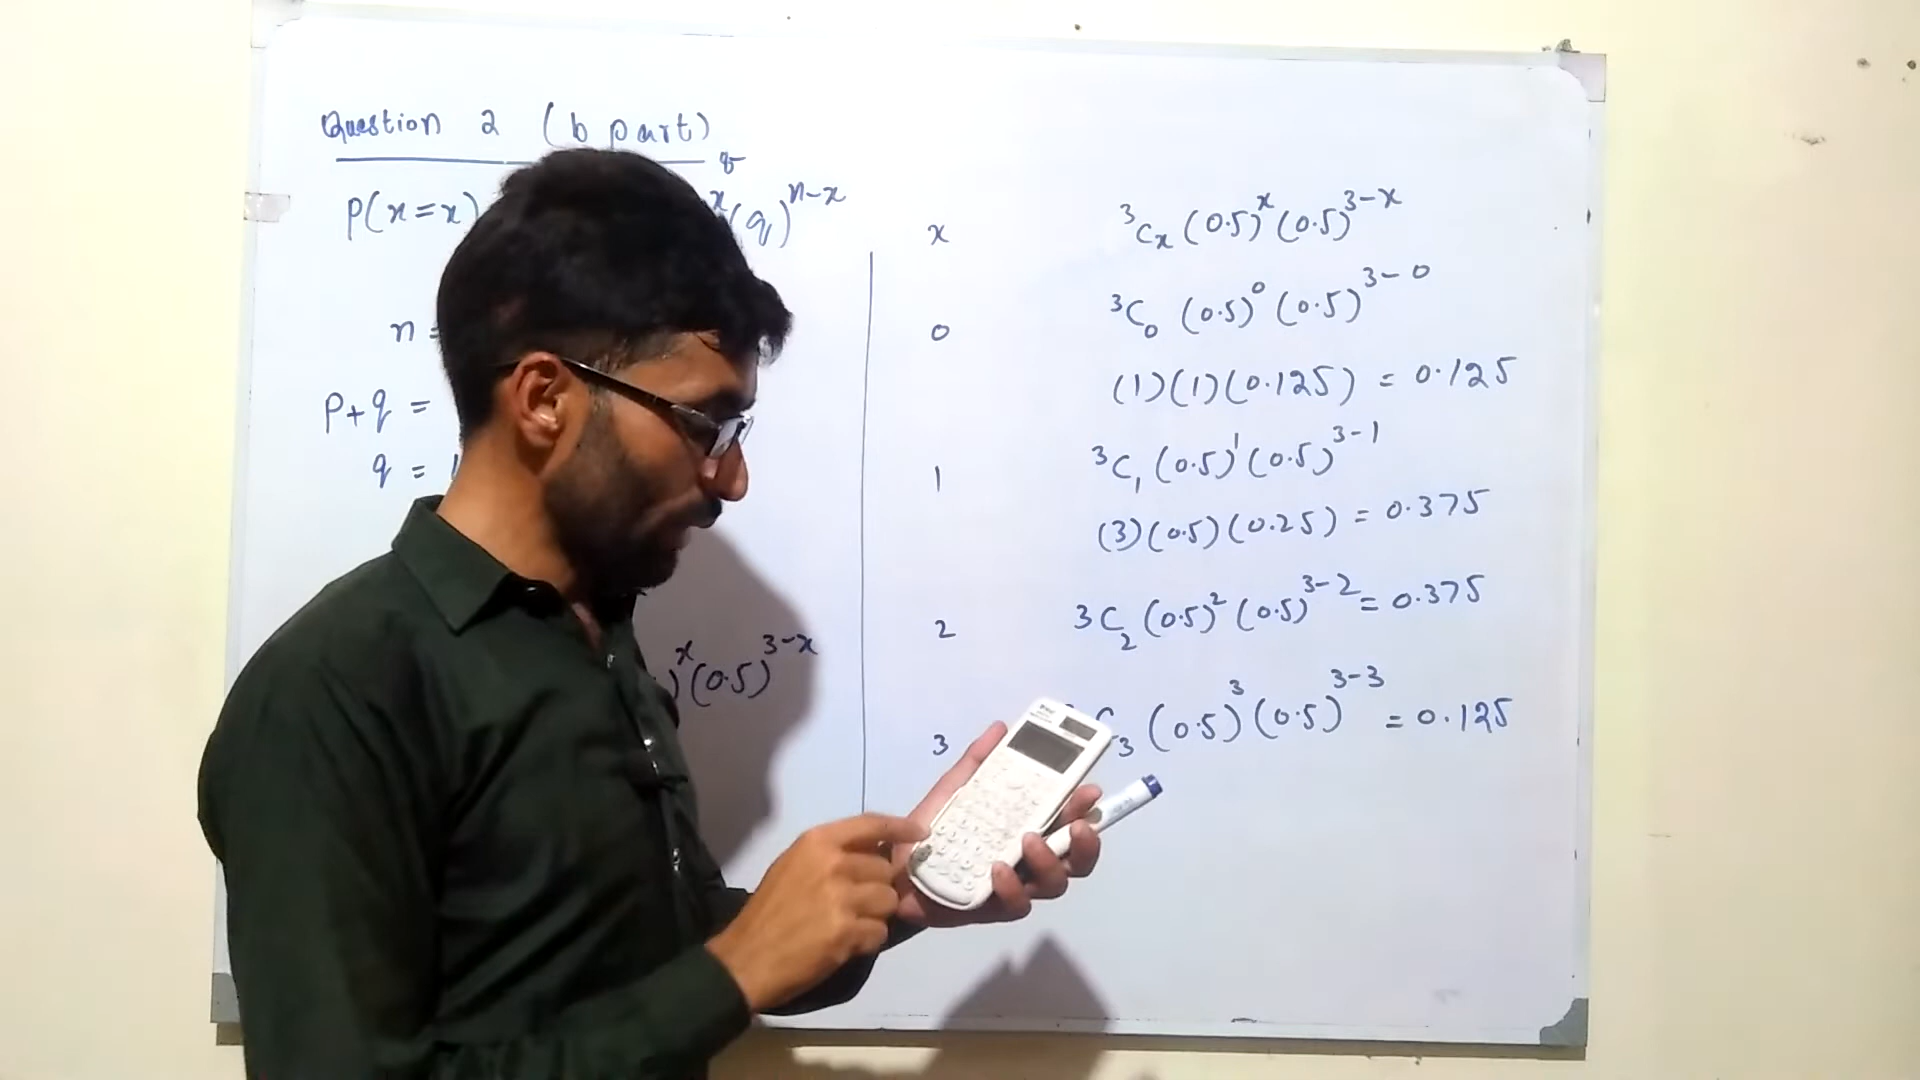 Question 2 (b part)
P(x=x) x(q)^n-x
n =
P+q =
q = 1
)^x(0.5)^3-x
x ³Cx (0.5)^x (0.5)^3-x
0 ³C₀ (0.5)^0 (0.5)^3-0
(1)(1)(0.125) = 0.125
1 ³C₁ (0.5)^1 (0.5)^3-1
(3)(0.5)(0.25) = 0.375
2 3C₂ (0.5)² (0.5)^3-2 = 0.375
3 C₃ (0.5)³ (0.5)^3-3 = 0.125